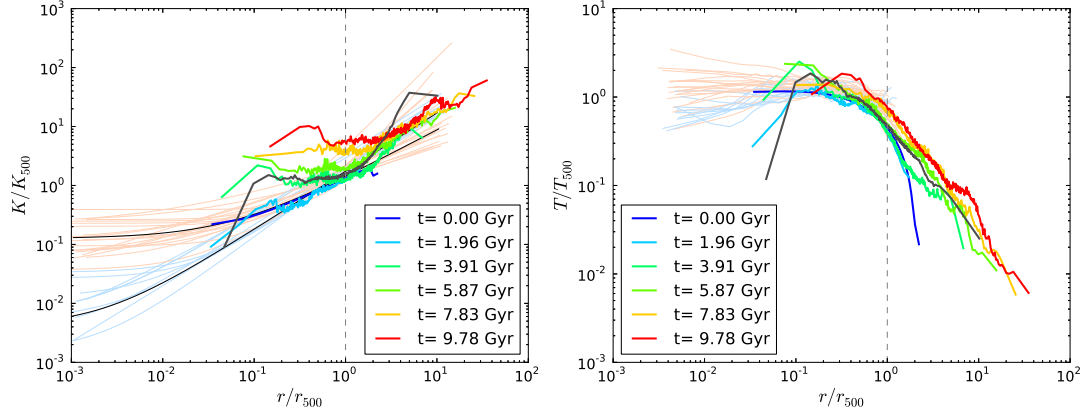 10^3
10^2
10^1
10^0
10^-1
10^-2
10^-3
K/K_500
10^-3 10^-2 10^-1 10^0 10^1 10^2
r/r_500
t= 0.00 Gyr
t= 1.96 Gyr
t= 3.91 Gyr
t= 5.87 Gyr
t= 7.83 Gyr
t= 9.78 Gyr
10^1
10^0
10^-1
10^-2
10^-3
T/T_500
10^-3 10^-2 10^-1 10^0 10^1 10^2
r/r_500
t= 0.00 Gyr
t= 1.96 Gyr
t= 3.91 Gyr
t= 5.87 Gyr
t= 7.83 Gyr
t= 9.78 Gyr